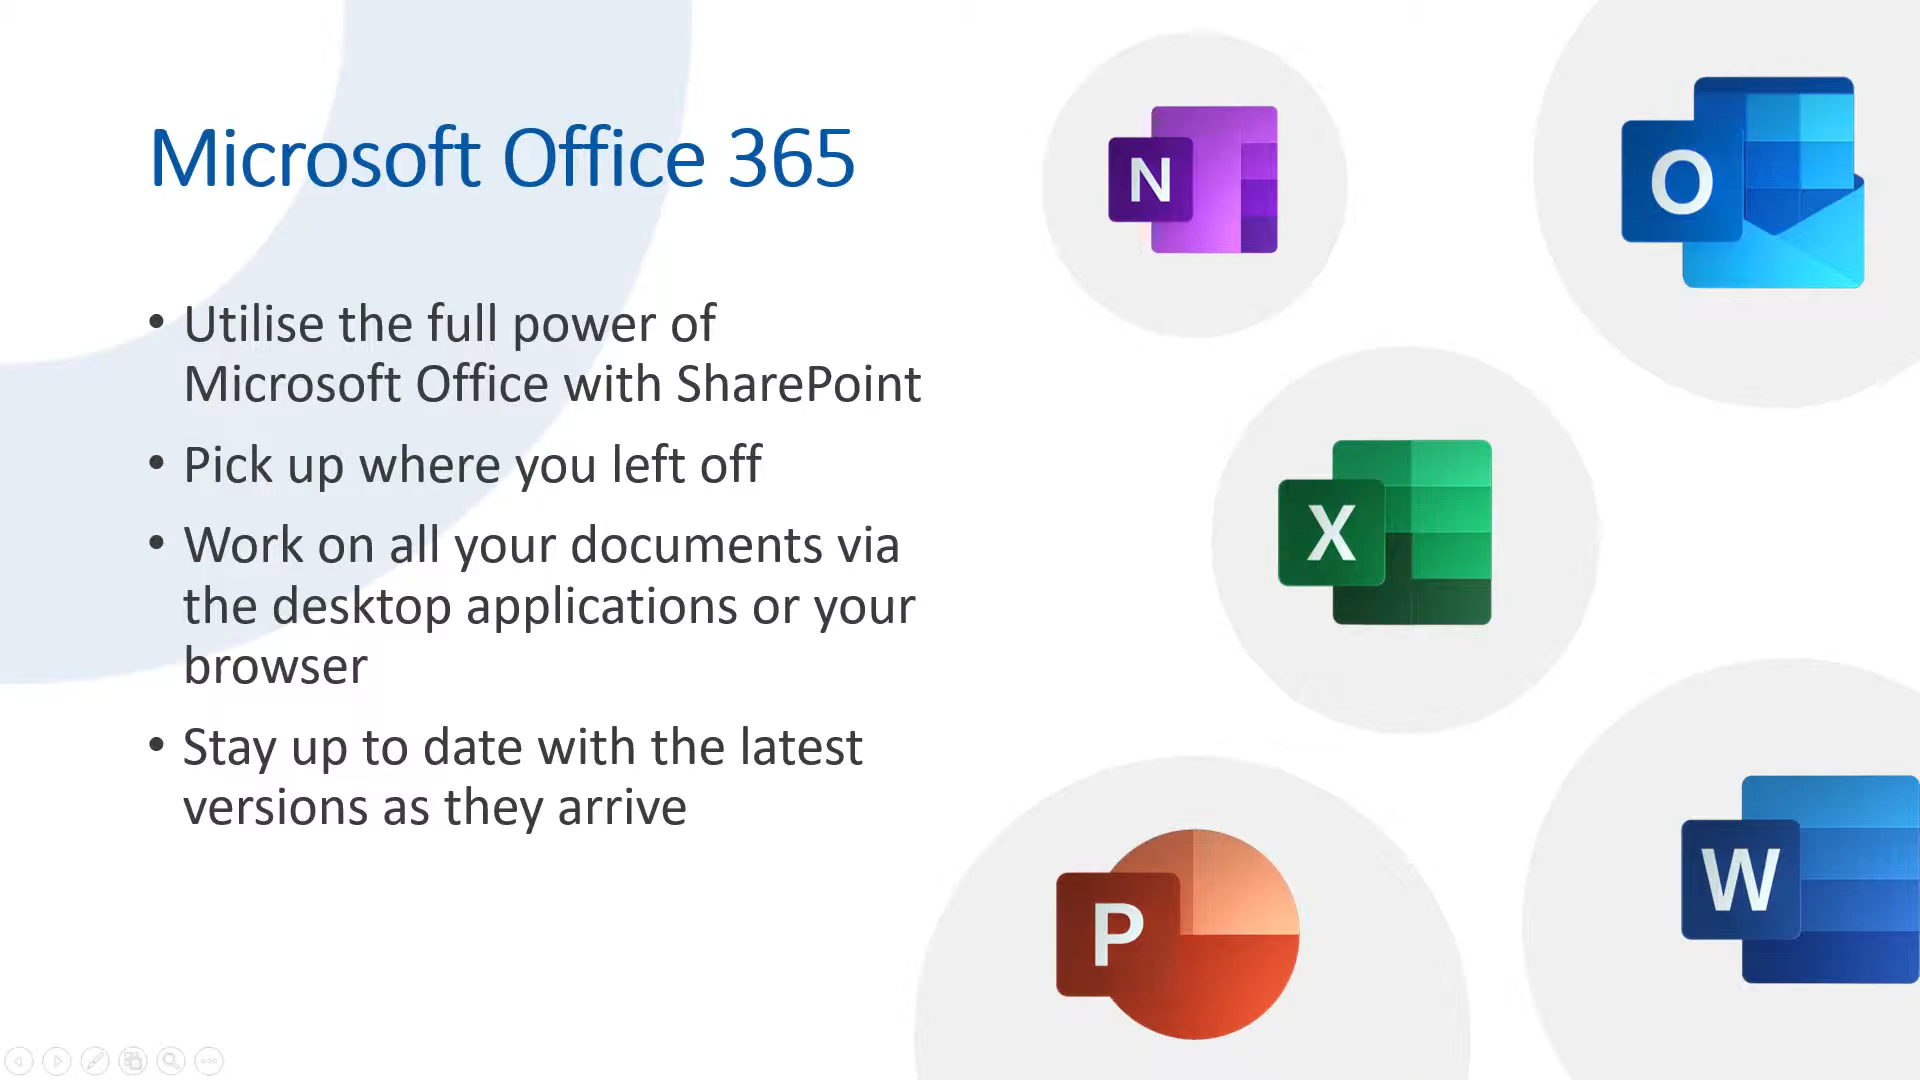 Microsoft Office 365
• Utilise the full power of
Microsoft Office with SharePoint
• Pick up where you left off
• Work on all your documents via
the desktop applications or your
browser
• Stay up to date with the latest
versions as they arrive
N
O
X
P
W